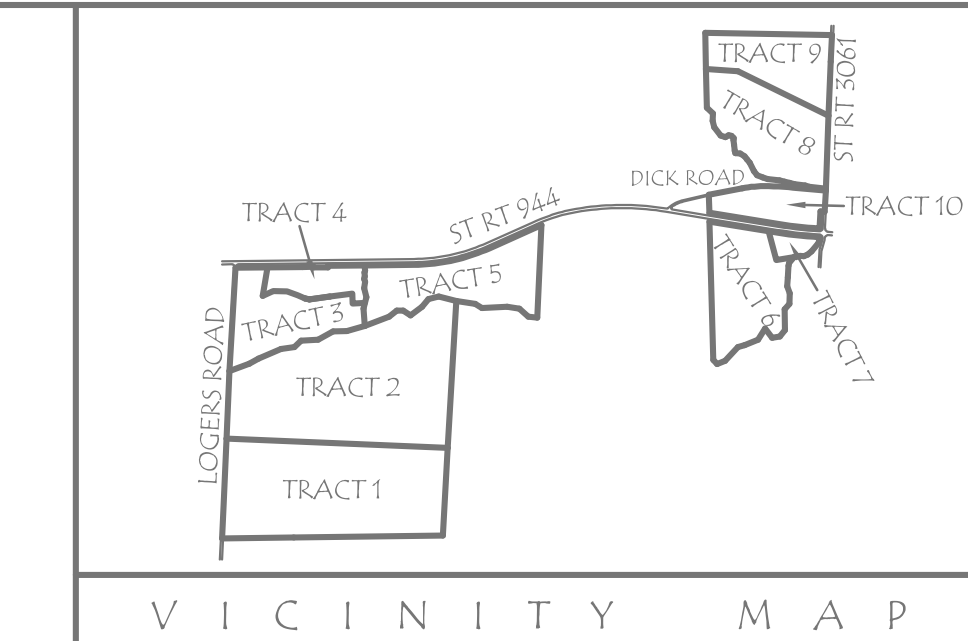 TRACT 9
ST RT 3061
TRACT 8
DICK ROAD
TRACT 10
TRACT 4
ST RT 944
TRACT 5
TRACT 3
TRACT 6
TRACT 7
LOGERS ROAD
TRACT 2
TRACT 1
VICINITY MAP